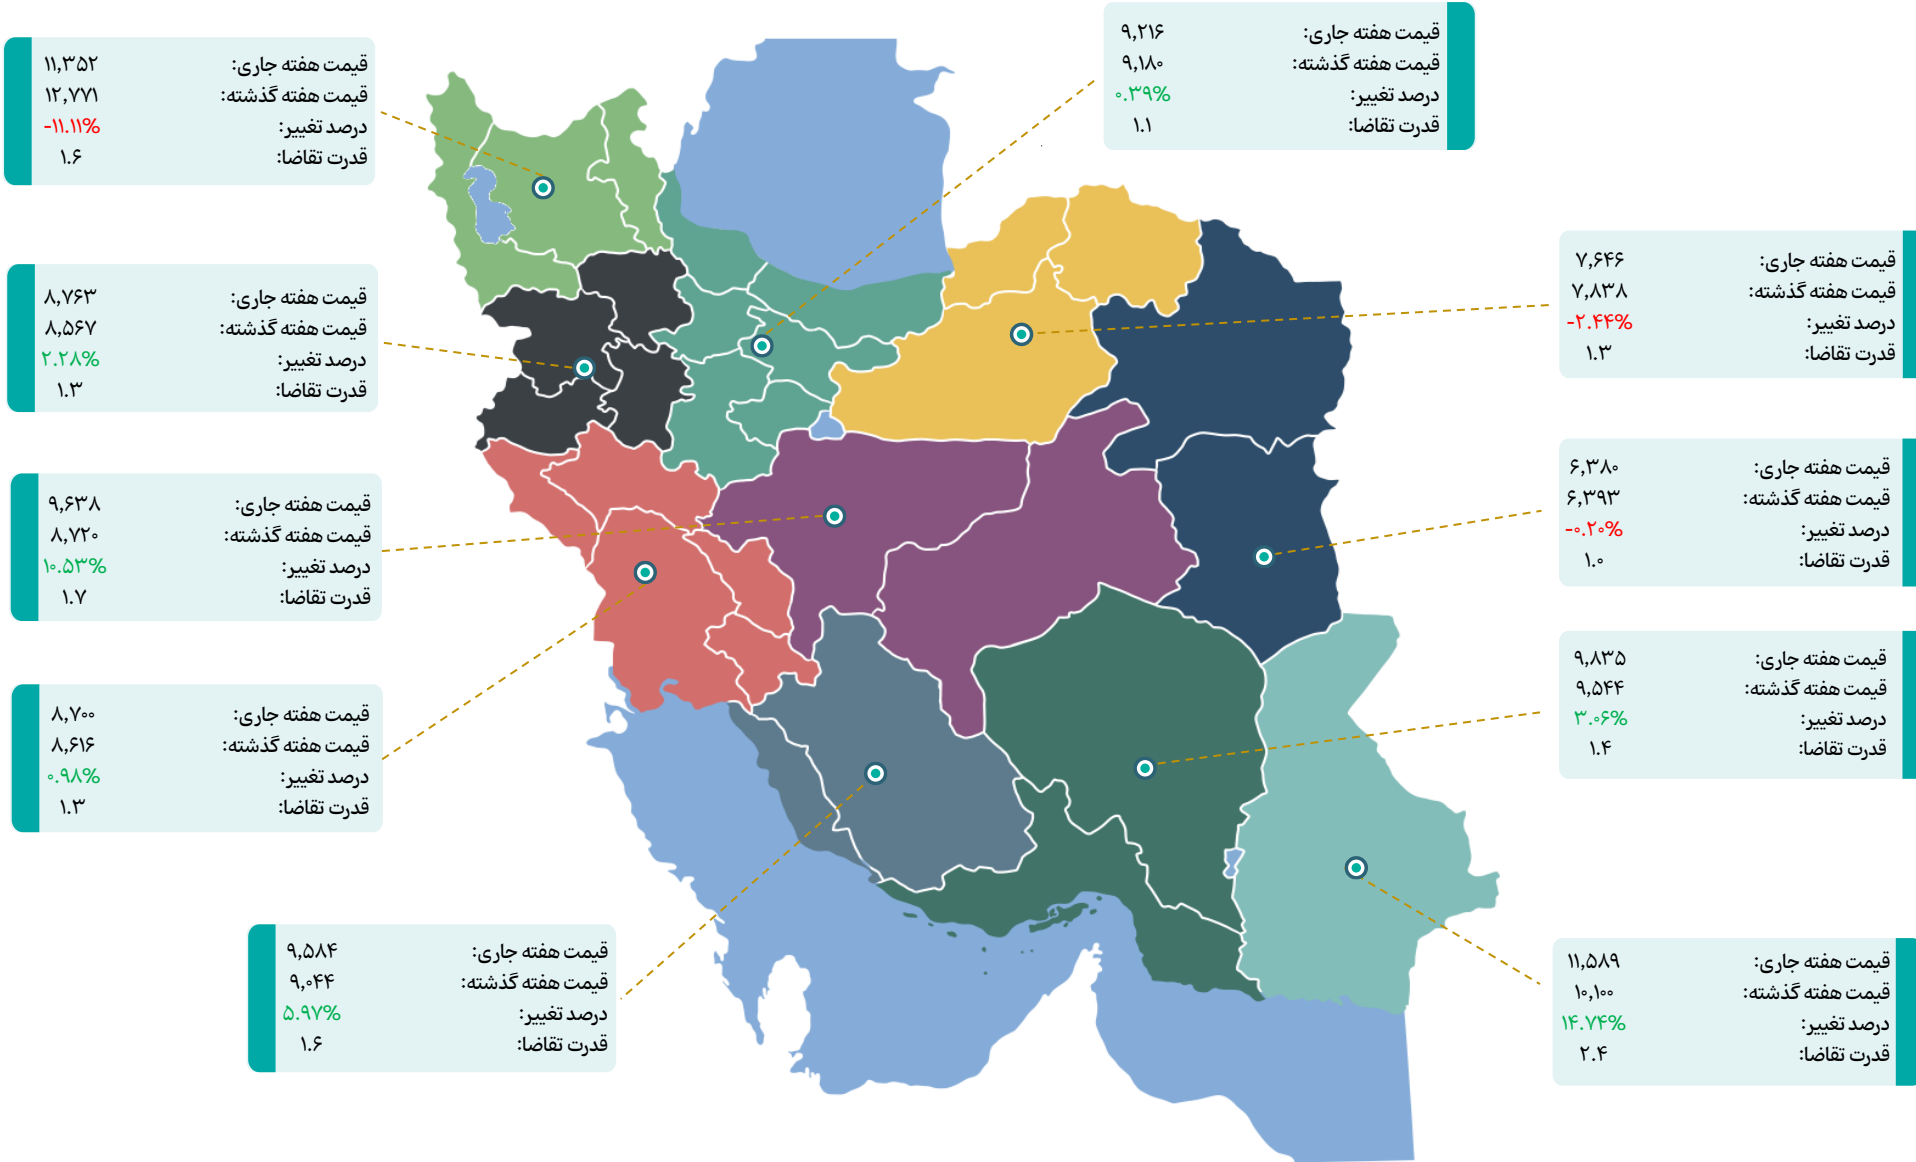 قیمت هفته جاری: ۹,۲۱۶
قیمت هفته گذشته: ۹,۱۸۰
درصد تغییر: ۰.۳۹%
قدرت تقاضا: ۱.۱
قیمت هفته جاری: ۱۱,۳۵۲
قیمت هفته گذشته: ۱۲,۷۷۱
درصد تغییر: -۱۱.۱۱%
قدرت تقاضا: ۱.۶
قیمت هفته جاری: ۷,۶۴۶
قیمت هفته گذشته: ۷,۸۳۸
درصد تغییر: -۲.۴۴%
قدرت تقاضا: ۱.۳
قیمت هفته جاری: ۸,۷۶۳
قیمت هفته گذشته: ۸,۵۶۷
درصد تغییر: ۲.۲۸%
قدرت تقاضا: ۱.۳
قیمت هفته جاری: ۶,۳۸۰
قیمت هفته گذشته: ۶,۳۹۳
درصد تغییر: -۰.۲۰%
قدرت تقاضا: ۱.۰
قیمت هفته جاری: ۹,۶۳۸
قیمت هفته گذشته: ۸,۷۲۰
درصد تغییر: ۱۰.۵۳%
قدرت تقاضا: ۱.۷
قیمت هفته جاری: ۹,۸۳۵
قیمت هفته گذشته: ۹,۵۴۴
درصد تغییر: ۳.۰۶%
قدرت تقاضا: ۱.۴
قیمت هفته جاری: ۸,۷۰۰
قیمت هفته گذشته: ۸,۶۱۶
درصد تغییر: ۰.۹۸%
قدرت تقاضا: ۱.۳
قیمت هفته جاری: ۱۱,۵۸۹
قیمت هفته گذشته: ۱۰,۱۰۰
درصد تغییر: ۱۴.۷۴%
قدرت تقاضا: ۲.۴
قیمت هفته جاری: ۹,۵۸۴
قیمت هفته گذشته: ۹,۰۴۴
درصد تغییر: ۵.۹۷%
قدرت تقاضا: ۱.۶